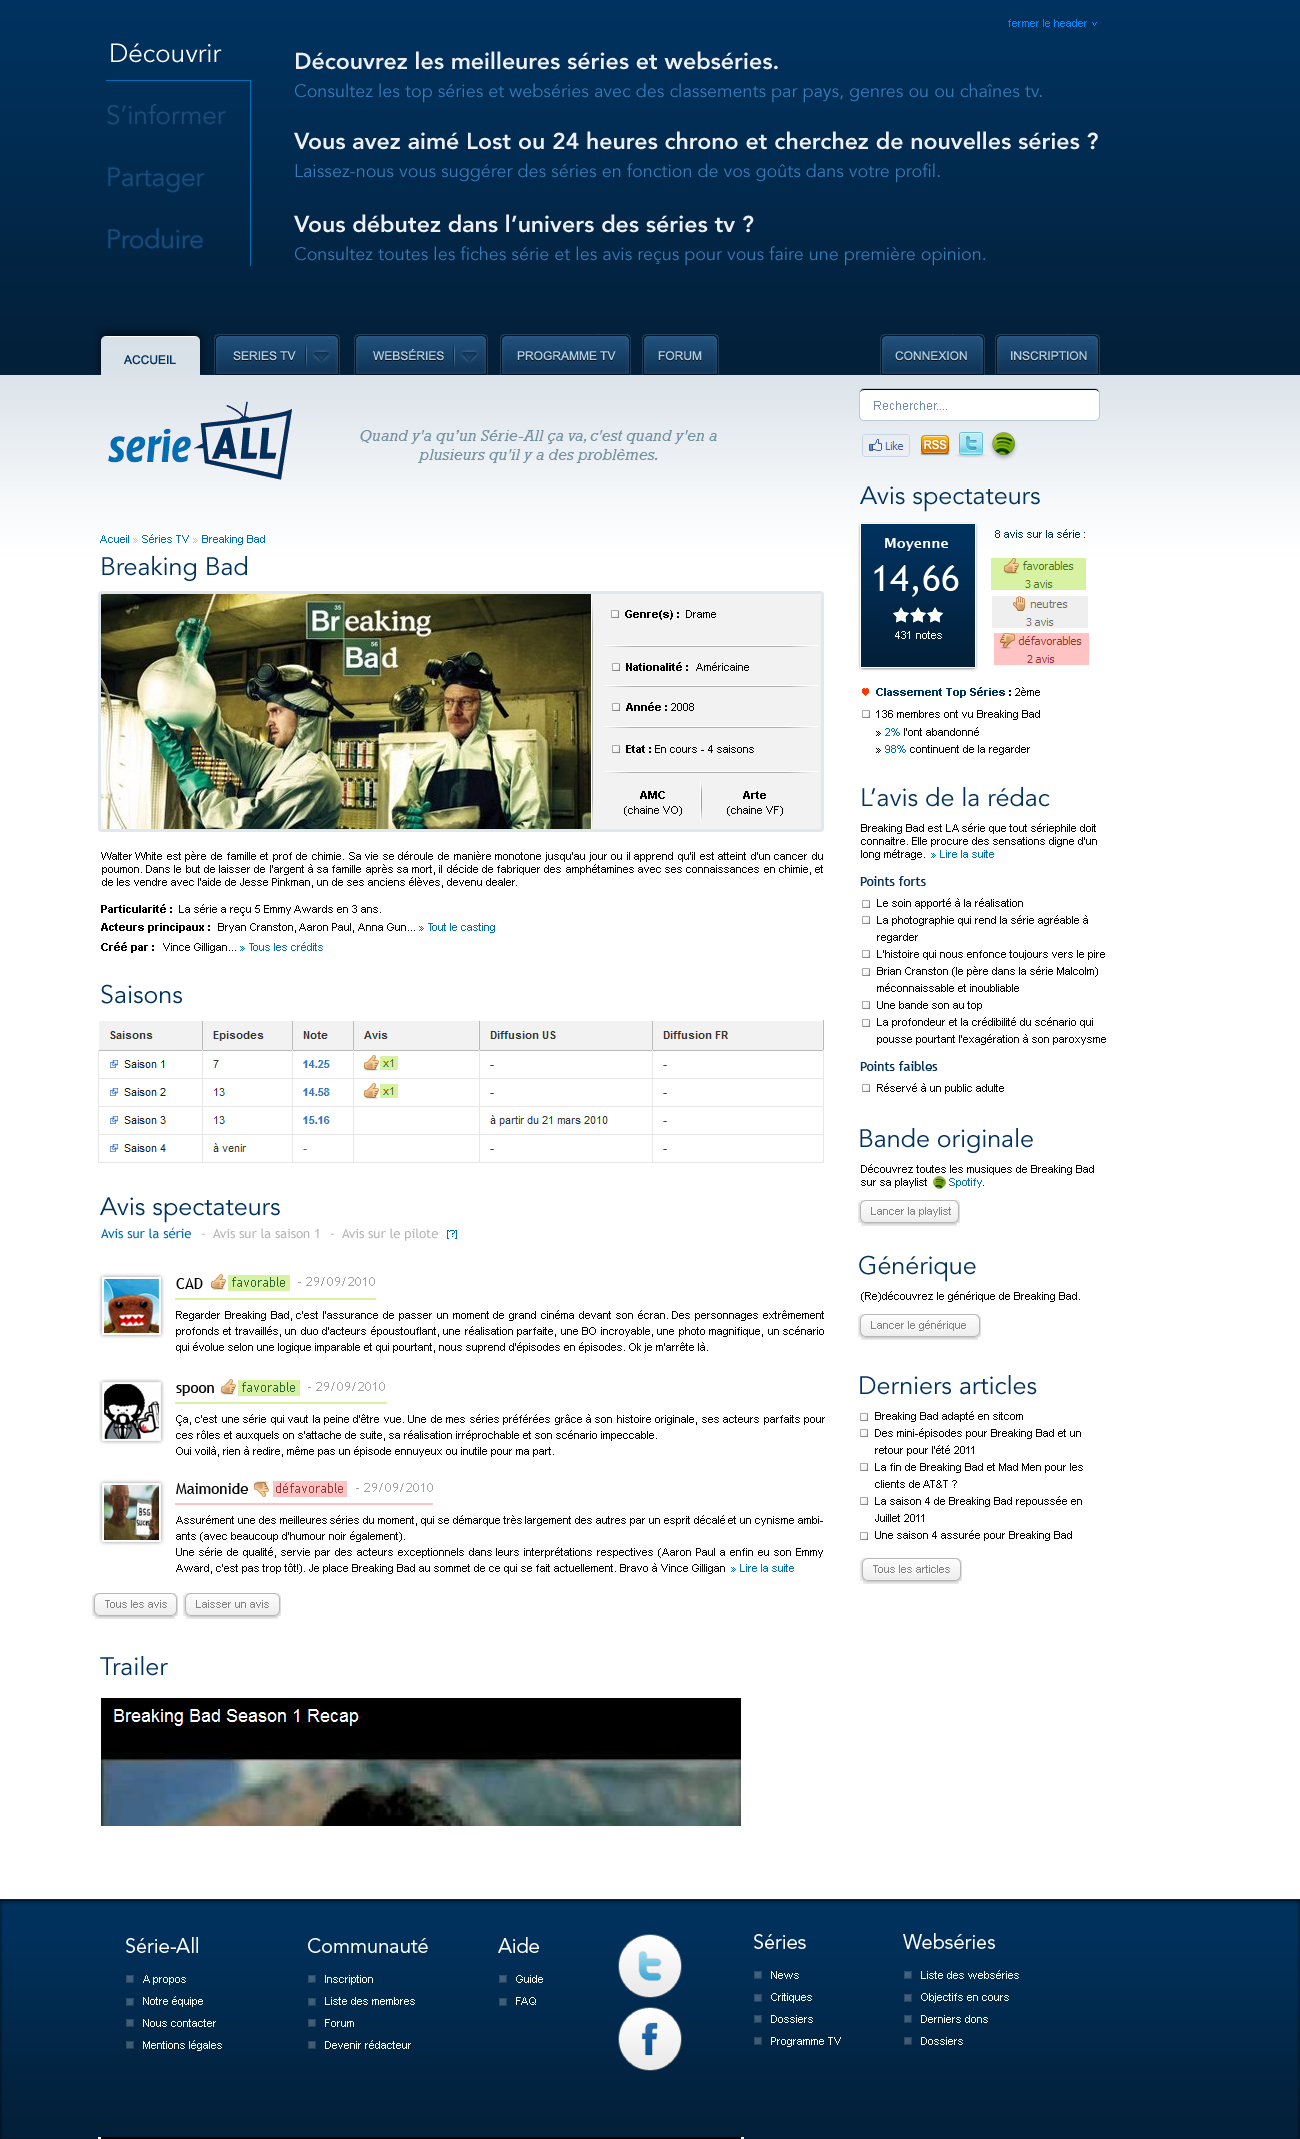 fermer le header v
Découvrir
S'informer
Partager
Produire
Découvrez les meilleures séries et webséries.
Consultez les top séries et webséries avec des classements par pays, genres ou ou chaînes tv.
Vous avez aimé Lost ou 24 heures chrono et cherchez de nouvelles séries ?
Laissez-nous vous suggérer des séries en fonction de vos goûts dans votre profil.
Vous débutez dans l'univers des séries tv ?
Consultez toutes les fiches série et les avis reçus pour vous faire une première opinion.
ACCUEIL
SERIES TV
WEBSÉRIES
PROGRAMME TV
FORUM
CONNEXION
INSCRIPTION
serie ALL
Quand y'a qu'un Série-All ça va, c'est quand y'en a
plusieurs qu'il y a des problèmes.
Rechercher....
Like
RSS
Acueil » Séries TV » Breaking Bad
Breaking Bad
35
Breaking
56
Bad
Genre(s) : Drame
Nationalité : Américaine
Année : 2008
Etat : En cours - 4 saisons
AMC
(chaine VO)
Arte
(chaine VF)
Walter White est père de famille et prof de chimie. Sa vie se déroule de manière monotone jusqu'au jour ou il apprend qu'il est atteint d'un cancer du
poumon. Dans le but de laisser de l'argent à sa famille après sa mort, il décide de fabriquer des amphétamines avec ses connaissances en chimie, et
de les vendre avec l'aide de Jesse Pinkman, un de ses anciens élèves, devenu dealer.
Particularité : La série a reçu 5 Emmy Awards en 3 ans.
Acteurs principaux : Bryan Cranston, Aaron Paul, Anna Gun... » Tout le casting
Créé par : Vince Gilligan... » Tous les crédits
Saisons
Saisons Episodes Note Avis Diffusion US Diffusion FR
Saison 1 7 14.25 x1 - -
Saison 2 13 14.58 x1 - -
Saison 3 13 15.16 à partir du 21 mars 2010 -
Saison 4 à venir - - -
Avis spectateurs
Avis sur la série - Avis sur la saison 1 - Avis sur le pilote [?]
CAD favorable - 29/09/2010
Regarder Breaking Bad, c'est l'assurance de passer un moment de grand cinéma devant son écran. Des personnages extrêmement
profonds et travaillés, un duo d'acteurs époustouflant, une réalisation parfaite, une BO incroyable, une photo magnifique, un scénario
qui évolue selon une logique imparable et qui pourtant, nous suprend d'épisodes en épisodes. Ok je m'arrête là.
spoon favorable - 29/09/2010
Ça, c'est une série qui vaut la peine d'être vue. Une de mes séries préférées grâce à son histoire originale, ses acteurs parfaits pour
ces rôles et auxquels on s'attache de suite, sa réalisation irréprochable et son scénario impeccable.
Oui voilà, rien à redire, même pas un épisode ennuyeux ou inutile pour ma part.
BSG
SUCKS
Maimonide défavorable - 29/09/2010
Assurément une des meilleures séries du moment, qui se démarque très largement des autres par un esprit décalé et un cynisme ambi-
ants (avec beaucoup d'humour noir également).
Une série de qualité, servie par des acteurs exceptionnels dans leurs interprétations respectives (Aaron Paul a enfin eu son Emmy
Award, c'est pas trop tôt!). Je place Breaking Bad au sommet de ce qui se fait actuellement. Bravo à Vince Gilligan » Lire la suite
Tous les avis
Laisser un avis
Trailer
Breaking Bad Season 1 Recap
Avis spectateurs
Moyenne
14,66
431 notes
8 avis sur la série :
favorables
3 avis
neutres
3 avis
défavorables
2 avis
Classement Top Séries : 2ème
136 membres ont vu Breaking Bad
» 2% l'ont abandonné
» 98% continuent de la regarder
L'avis de la rédac
Breaking Bad est LA série que tout sériephile doit
connaitre. Elle procure des sensations digne d'un
long métrage. » Lire la suite
Points forts
Le soin apporté à la réalisation
La photographie qui rend la série agréable à
regarder
L'histoire qui nous enfonce toujours vers le pire
Brian Cranston (le père dans la série Malcolm)
méconnaissable et inoubliable
Une bande son au top
La profondeur et la crédibilité du scénario qui
pousse pourtant l'exagération à son paroxysme
Points faibles
Réservé à un public adulte
Bande originale
Découvrez toutes les musiques de Breaking Bad
sur sa playlist Spotify.
Lancer la playlist
Générique
(Re)découvrez le générique de Breaking Bad.
Lancer le générique
Derniers articles
Breaking Bad adapté en sitcom
Des mini-épisodes pour Breaking Bad et un
retour pour l'été 2011
La fin de Breaking Bad et Mad Men pour les
clients de AT&T ?
La saison 4 de Breaking Bad repoussée en
Juillet 2011
Une saison 4 assurée pour Breaking Bad
Tous les articles
Série-All
A propos
Notre équipe
Nous contacter
Mentions légales
Communauté
Inscription
Liste des membres
Forum
Devenir rédacteur
Aide
Guide
FAQ
Séries
News
Critiques
Dossiers
Programme TV
Webséries
Liste des webséries
Objectifs en cours
Derniers dons
Dossiers